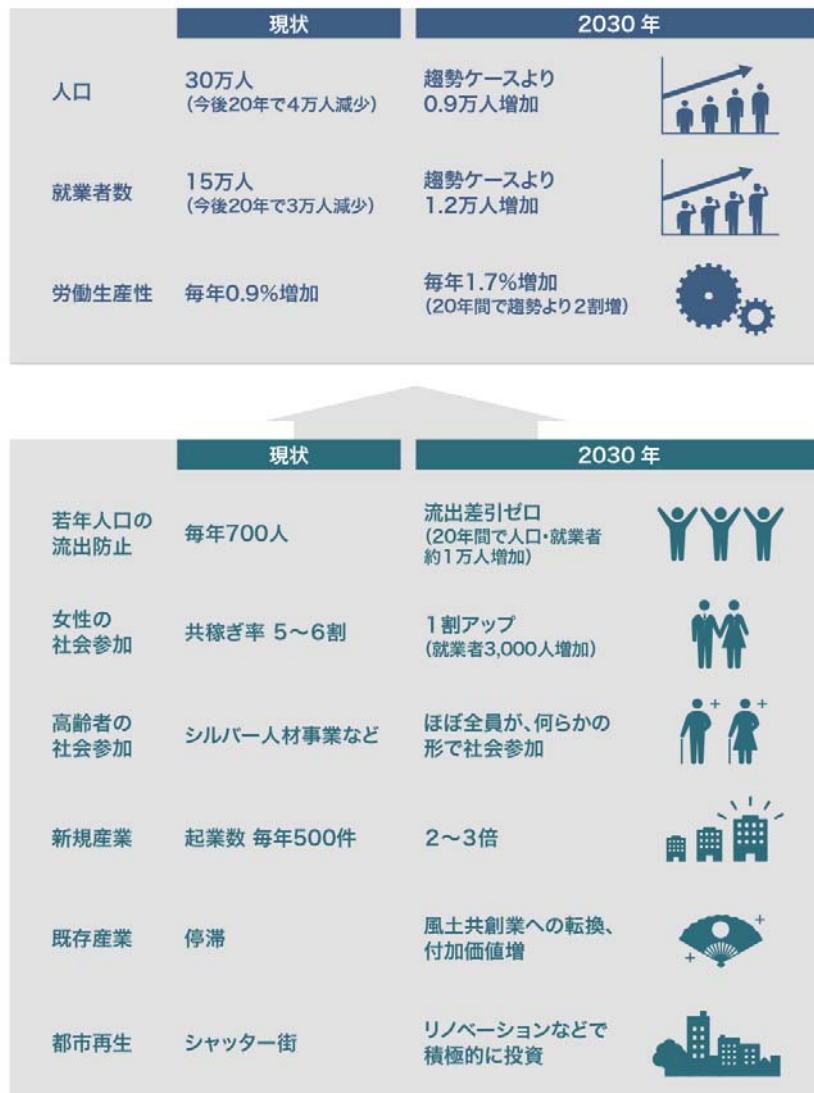 現状
2030年
人口
30万人
(今後20年で4万人減少)
趨勢ケースより
0.9万人増加
就業者数
15万人
(今後20年で3万人減少)
趨勢ケースより
1.2万人増加
労働生産性
毎年0.9%増加
毎年1.7%増加
(20年間で趨勢より2割増)
現状
2030年
若年人口の
流出防止
毎年700人
流出差引ゼロ
(20年間で人口・就業者
約1万人増加)
女性の
社会参加
共稼ぎ率 5〜6割
1割アップ
(就業者3,000人増加)
高齢者の
社会参加
シルバー人材事業など
ほぼ全員が、何らかの
形で社会参加
新規産業
起業数 毎年500件
2〜3倍
既存産業
停滞
風土共創業への転換、
付加価値増
都市再生
シャッター街
リノベーションなどで
積極的に投資